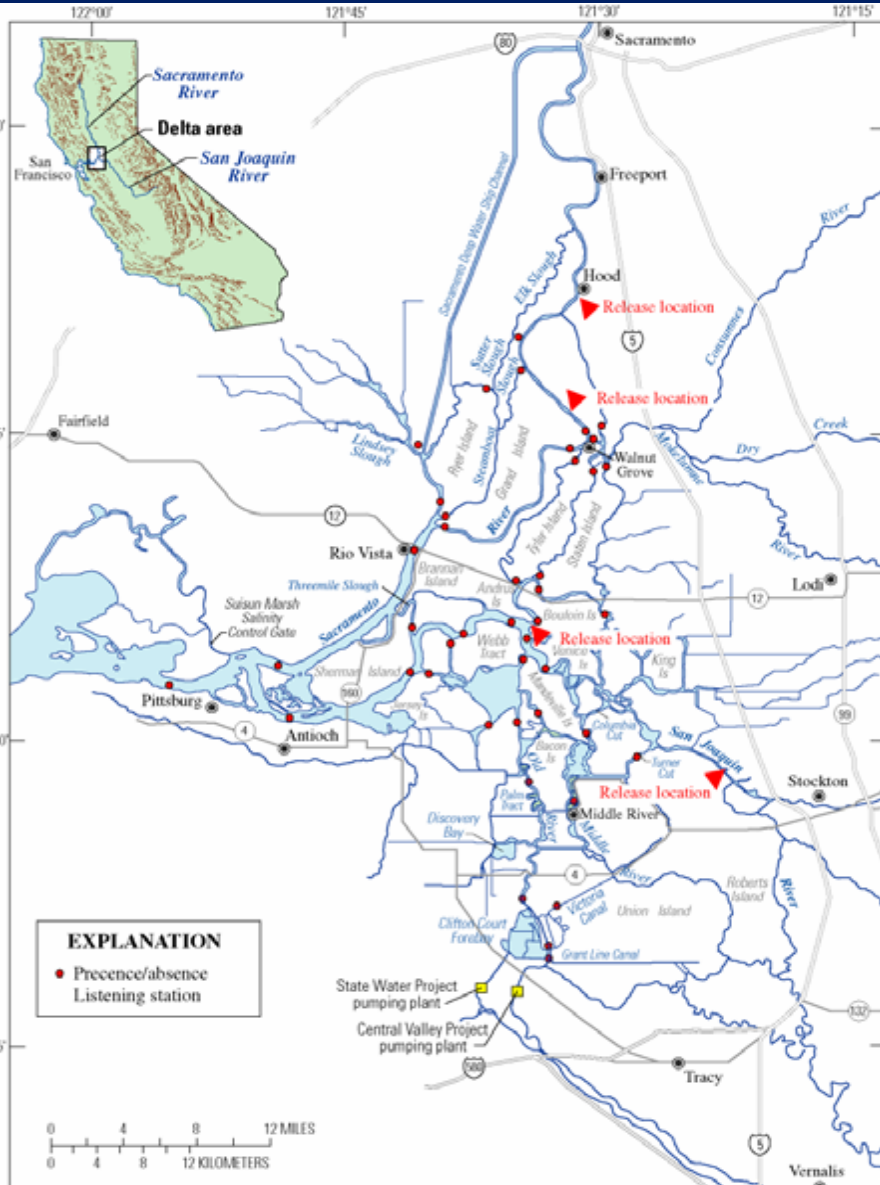 122°00'
121°45'
121°30'
121°15'
80
Sacramento
Sacramento
River
Delta area
San
Francisco
San Joaquin
River
Sacramento Deep Water Ship Channel
Freeport
River
Elk Slough
Hood
Release location
Consumnes
5
Sutter
Slough
Slough
Release location
Fairfield
Lindsey
Slough
Ryer Island
Steamboat
Grand Island
Walnut
Grove
Mokelumne
Dry
Creek
12
River
Tyler Island
Staten Island
River
Rio Vista
Brannan
Island
Andrus
Is
Lodi
12
Threemile Slough
Suisun Marsh
Salinity
Control Gate
Sacramento
Bouloin Is
Webb
Tract
Release location
Venice
Is
King
Is
Sherman Island
160
Mandeville Is
Pittsburg
Jersey
Is
4
Antioch
Columbia
Cut
San Joaquin
99
Bacon
Is
Old
Turner
Cut
Stockton
Release location
Palm
Tract
Middle River
Discovery
Bay
River
Middle
River
4
Roberts
Island
River
Victoria
Canal
Union Island
Clifton Court
Forebay
Grant Line Canal
EXPLANATION
Precence/absence
Listening station
State Water Project
pumping plant
Central Valley Project
pumping plant
132
580
Tracy
0 4 8 12 MILES
0 4 8 12 KILOMETERS
5
Vernalis